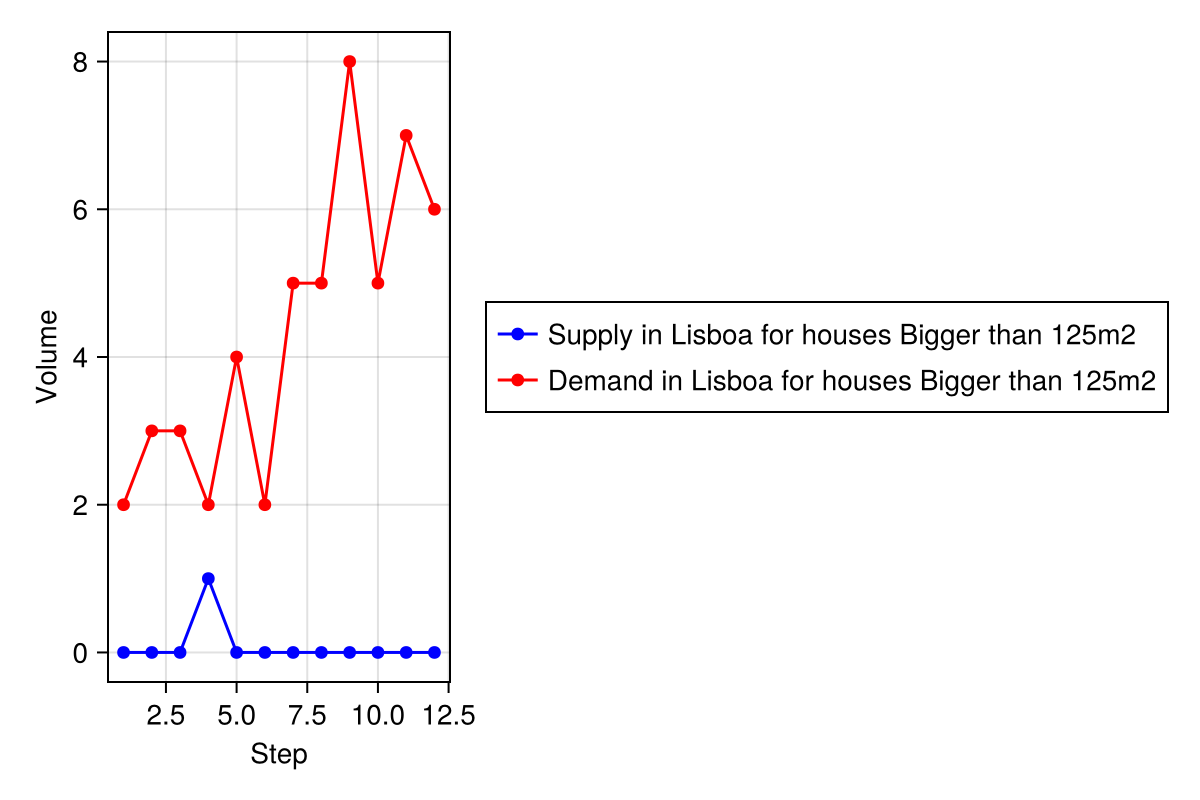 8
6
4
2
0
Volume
2.5 5.0 7.5 10.0 12.5
Step
Supply in Lisboa for houses Bigger than 125m2
Demand in Lisboa for houses Bigger than 125m2